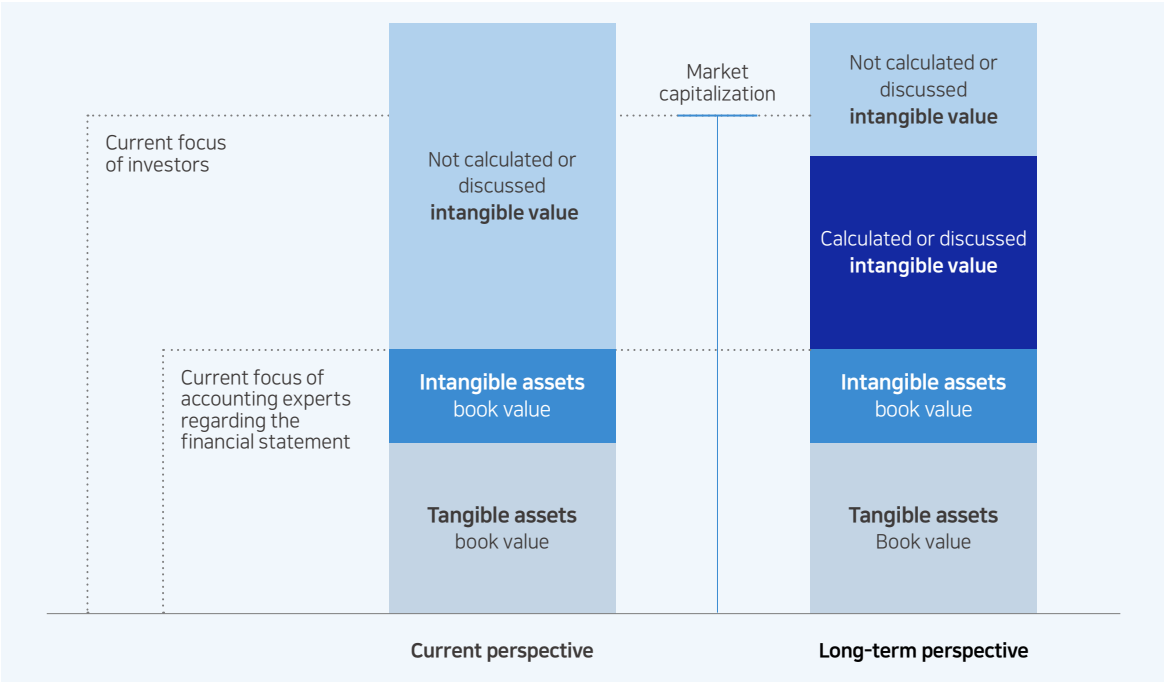 Market
capitalization
Current focus
of investors
Not calculated or
discussed
intangible value
Not calculated or
discussed
intangible value
Calculated or discussed
intangible value
Current focus of
accounting experts
regarding the
financial statement
Intangible assets
book value
Intangible assets
book value
Tangible assets
book value
Tangible assets
Book value
Current perspective
Long-term perspective